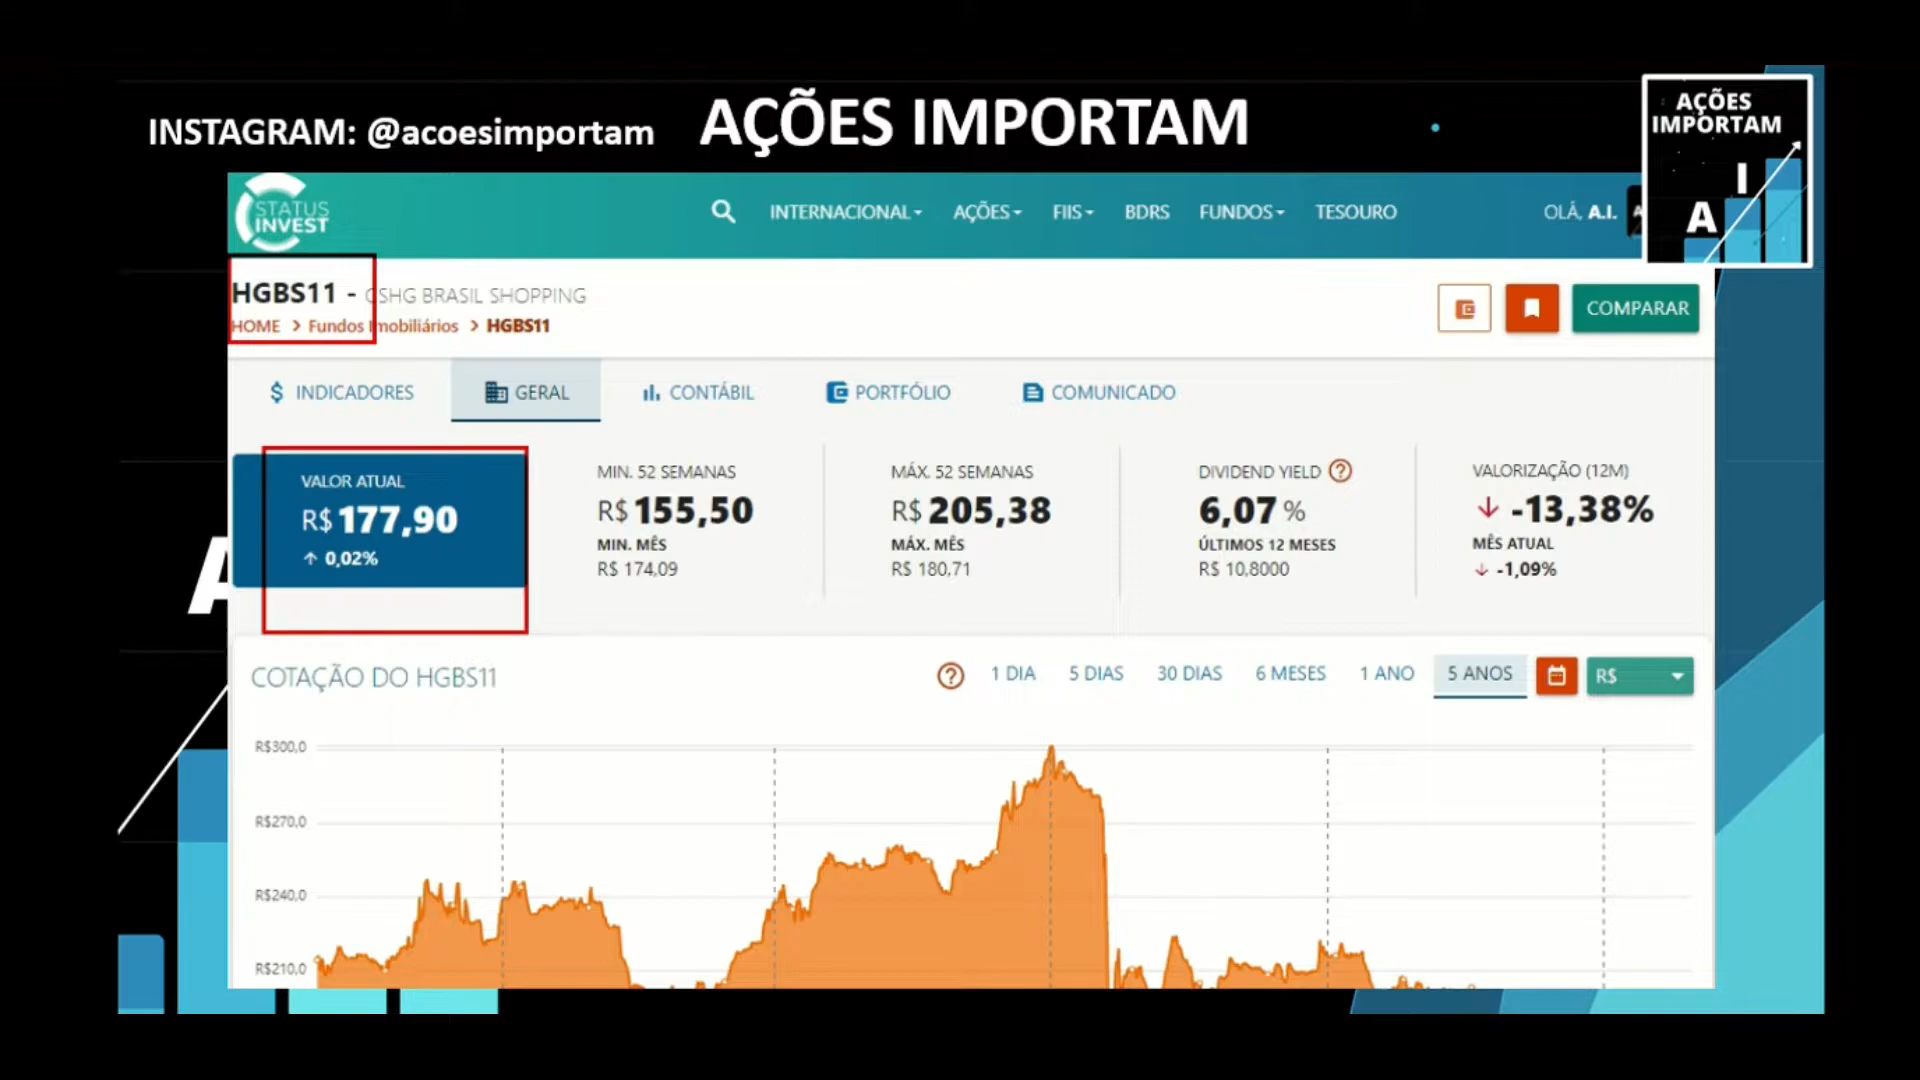 INSTAGRAM: @acoesimportam
AÇÕES IMPORTAM
AÇÕES
IMPORTAM
A I
STATUS
INVEST
INTERNACIONAL
AÇÕES
FIIS
BDRS
FUNDOS
TESOURO
OLÁ, A.I.
HGBS11 - CSHG BRASIL SHOPPING
HOME > Fundos Imobiliários > HGBS11
COMPARAR
INDICADORES
GERAL
CONTÁBIL
PORTFÓLIO
COMUNICADO
VALOR ATUAL
R$ 177,90
↑ 0,02%
MIN. 52 SEMANAS
R$ 155,50
MIN. MÊS
R$ 174,09
MÁX. 52 SEMANAS
R$ 205,38
MÁX. MÊS
R$ 180,71
DIVIDEND YIELD ?
6,07 %
ÚLTIMOS 12 MESES
R$ 10,8000
VALORIZAÇÃO (12M)
↓ -13,38%
MÊS ATUAL
↓ -1,09%
COTAÇÃO DO HGBS11
?
1 DIA
5 DIAS
30 DIAS
6 MESES
1 ANO
5 ANOS
R$
R$300,0
R$270,0
R$240,0
R$210,0